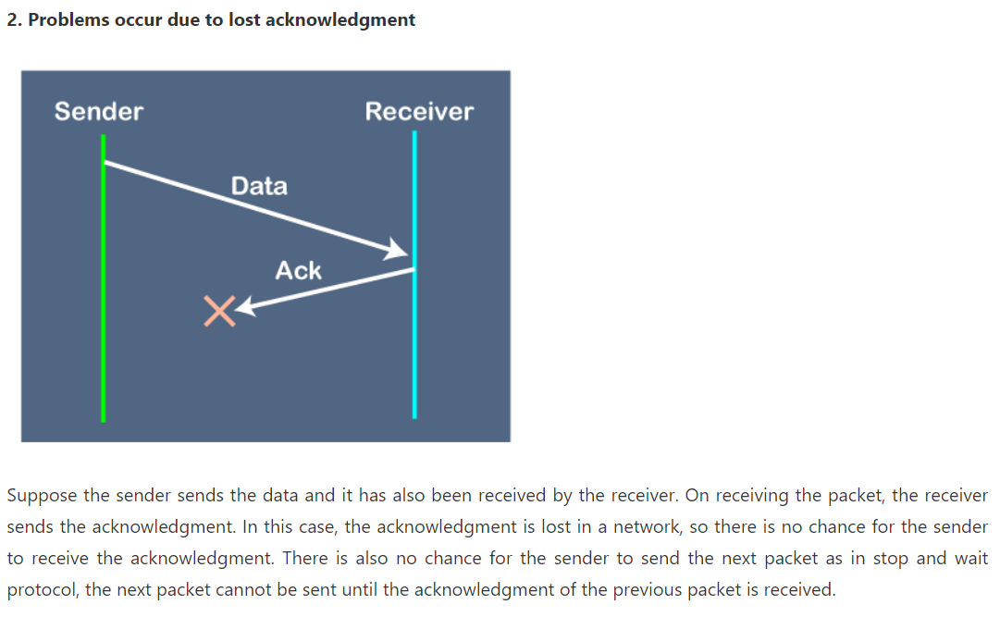 2. Problems occur due to lost acknowledgment
Sender
Receiver
Data
Ack
Suppose the sender sends the data and it has also been received by the receiver. On receiving the packet, the receiver
sends the acknowledgment. In this case, the acknowledgment is lost in a network, so there is no chance for the sender
to receive the acknowledgment. There is also no chance for the sender to send the next packet as in stop and wait
protocol, the next packet cannot be sent until the acknowledgment of the previous packet is received.